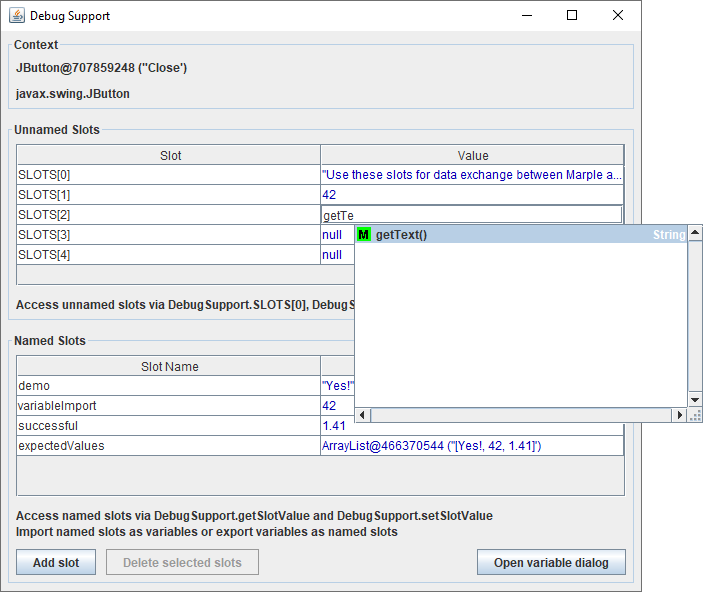 Debug Support
Context
JButton@707859248 ("Close')
javax.swing.JButton
Unnamed Slots
Slot Value
SLOTS[0] "Use these slots for data exchange between Marple a...
SLOTS[1] 42
SLOTS[2] getTe
SLOTS[3] null
M getText() String
SLOTS[4] null
Access unnamed slots via DebugSupport.SLOTS[0], DebugS
Named Slots
Slot Name
demo "Yes!"
variableImport 42
successful 1.41
expectedValues ArrayList@466370544 ("[Yes!, 42, 1.41]')
Access named slots via DebugSupport.getSlotValue and DebugSupport.setSlotValue
Import named slots as variables or export variables as named slots
Add slot Delete selected slots Open variable dialog